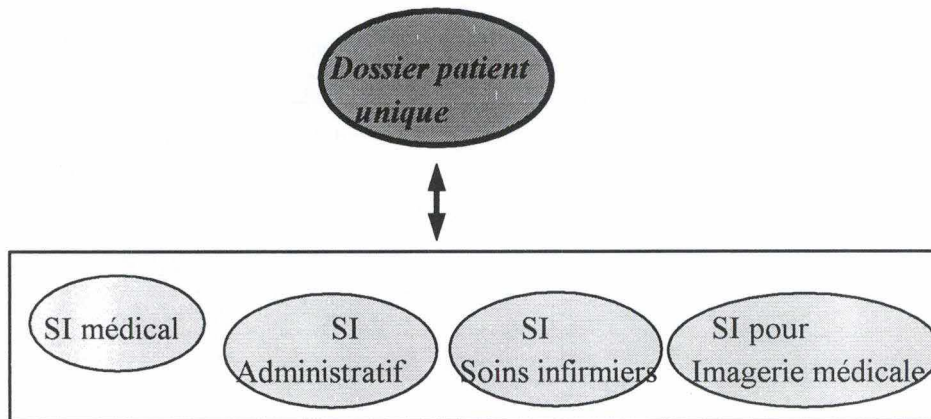 Dossier patient
unique
SI médical
SI
Administratif
SI
Soins infirmiers
SI pour
Imagerie médicale